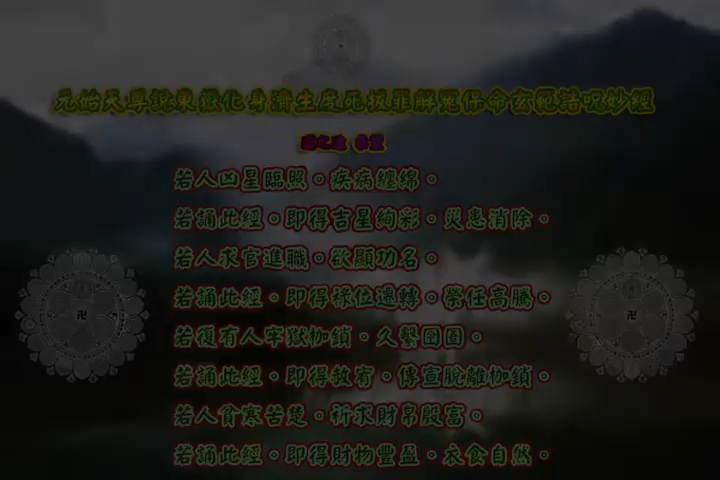 元始天尊說東嶽化身濟生度死拔罪解冤保命玄範誥呪妙經
若人凶星臨照。疾病纏綿。
若誦此經。即得吉星絢彩。災患消除。
若人求官進職。欲顯功名。
若誦此經。即得祿位遷轉。榮任高騰。
若復有人牢獄枷鎖。久繫囹圄。
若誦此經。即得赦宥。傳宣脫離枷鎖。
若人貧寒苦楚。祈求財帛殷富。
若誦此經。即得財物豐盈。衣食自然。